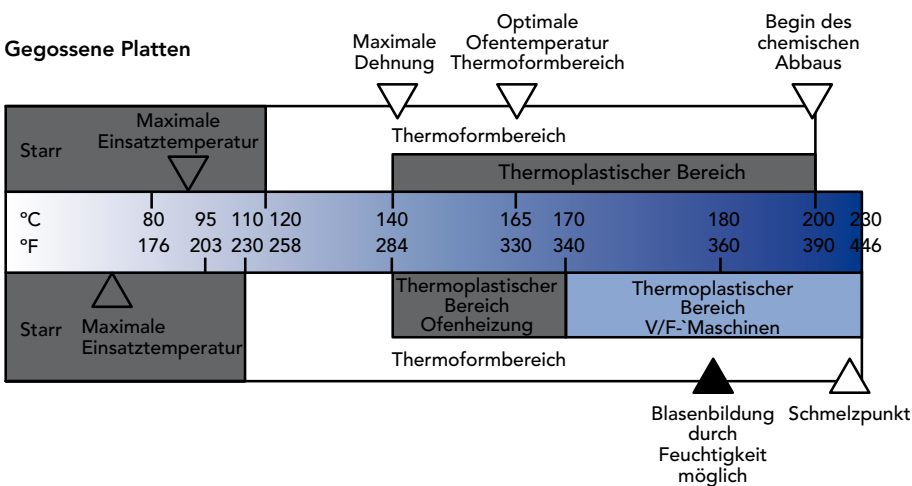 Gegossene Platten
Maximale
Dehnung
Optimale
Ofentemperatur
Thermoformbereich
Begin des
chemischen
Abbaus
Starr
Maximale
Einsatztemperatur
Thermoformbereich
Thermoplastischer Bereich
°C 80 95 110 120 140 165 170 180 200 230
°F 176 203 230 258 284 330 340 360 390 446
Starr
Maximale
Einsatztemperatur
Thermoplastischer
Bereich
Ofenheizung
Thermoplastischer
Bereich
V/F-`Maschinen
Thermoformbereich
Blasenbildung
durch
Feuchtigkeit
möglich
Schmelzpunkt